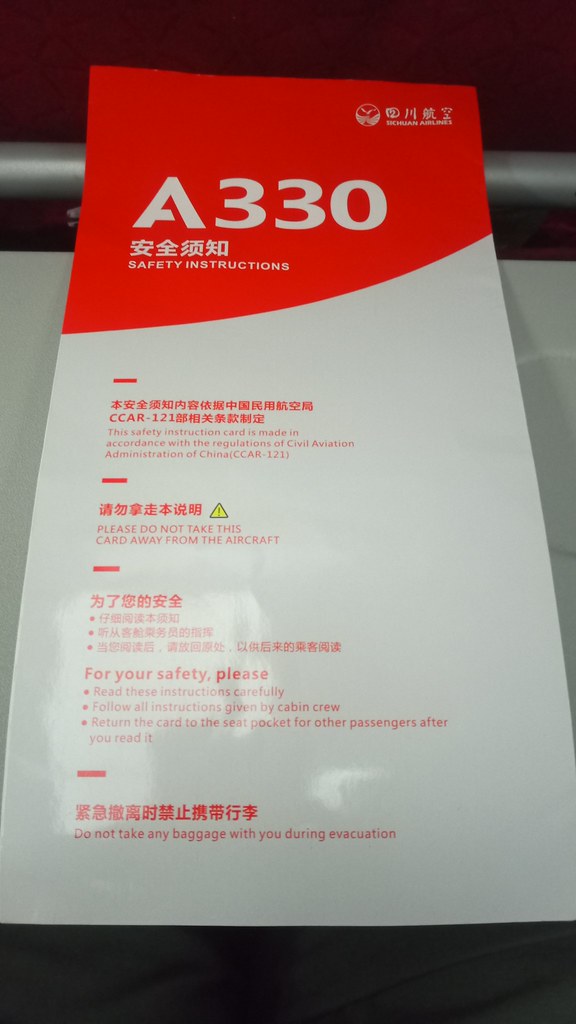 四川航空
SICHUAN AIRLINES
A330
安全须知
SAFETY INSTRUCTIONS
本安全须知内容依据中国民用航空局
CCAR-121部相关条款制定
This safety instruction card is made in
accordance with the regulations of Civil Aviation
Administration of China(CCAR-121)
请勿拿走本说明
PLEASE DO NOT TAKE THIS
CARD AWAY FROM THE AIRCRAFT
为了您的安全
● 仔细阅读本须知
● 听从客舱乘务员的指挥
● 当您阅读后，请放回原处，以供后来的乘客阅读
For your safety, please
● Read these instructions carefully
● Follow all instructions given by cabin crew
● Return the card to the seat pocket for other passengers after
you read it
紧急撤离时禁止携带行李
Do not take any baggage with you during evacuation